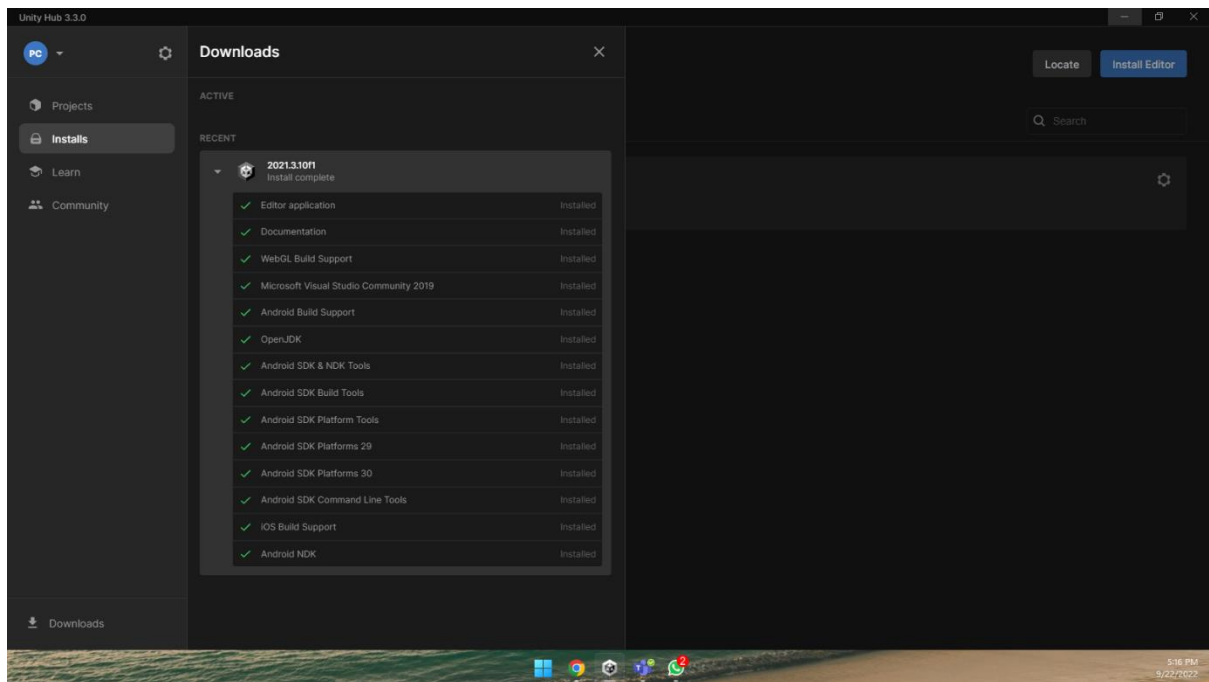 Unity Hub 3.3.0
PC
Downloads
Locate
Install Editor
Projects
ACTIVE
Search
Installs
RECENT
Learn
2021.3.10f1
Install complete
Community
Editor application Installed
Documentation Installed
WebGL Build Support Installed
Microsoft Visual Studio Community 2019 Installed
Android Build Support Installed
OpenJDK Installed
Android SDK & NDK Tools Installed
Android SDK Build Tools Installed
Android SDK Platform Tools Installed
Android SDK Platforms 29 Installed
Android SDK Platforms 30 Installed
Android SDK Command Line Tools Installed
iOS Build Support Installed
Android NDK Installed
Downloads
2
5:16 PM
9/22/2022